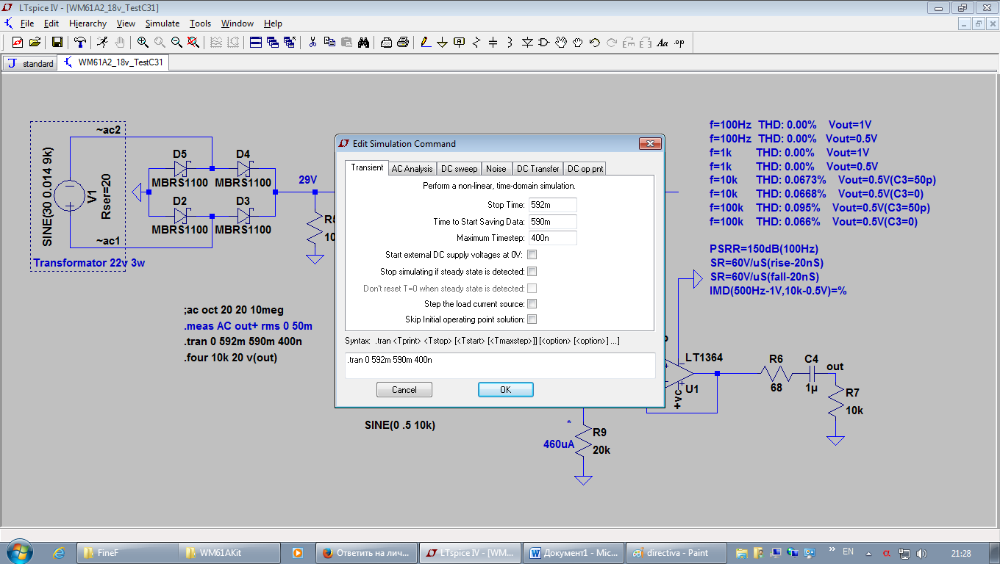 LTspice IV - [WM61A2_18v_TestC31]
File Edit Hierarchy View Simulate Tools Window Help
.op
standard WM61A2_18v_TestC31
~ac2
SINE(30 0.014 9k)
V1
Rser=20
D5 D4
MBRS1100 MBRS1100
D2 D3
MBRS1100 MBRS1100
~ac1
Transformator 22v 3w
29V
;ac oct 20 20 10meg
.meas AC out+ rms 0 50m
.tran 0 592m 590m 400n
.four 10k 20 v(out)
Edit Simulation Command
Transient AC Analysis DC sweep Noise DC Transfer DC op pnt
Perform a non-linear, time-domain simulation.
Stop Time: 592m
Time to Start Saving Data: 590m
Maximum Timestep: 400n
Start external DC supply voltages at 0V:
Stop simulating if steady state is detected:
Don't reset T=0 when steady state is detected:
Step the load current source:
Skip Initial operating point solution:
Syntax: .tran <Tprint> <Tstop> [<Tstart> [<Tmaxstep>]] [<option> [<option>] ...]
.tran 0 592m 590m 400n
Cancel OK
f=100Hz THD: 0.00% Vout=1V
f=100Hz THD: 0.00% Vout=0.5V
f=1k THD: 0.00% Vout=1V
f=1k THD: 0.00% Vout=0.5V
f=10k THD: 0.0673% Vout=0.5V(C3=50p)
f=10k THD: 0.0668% Vout=0.5V(C3=0)
f=100k THD: 0.095% Vout=0.5V(C3=50p)
f=100k THD: 0.066% Vout=0.5V(C3=0)
PSRR=150dB(100Hz)
SR=60V/uS(rise-20nS)
SR=60V/uS(fall-20nS)
IMD(500Hz-1V,10k-0.5V)=%
LT1364
U1
+vc
R6
68
C4
1µ
out
R7
10k
SINE(0 .5 10k)
*
460uA
R9
20k
FineF WM61AKit Ответить на лич... LTspice IV - [WM... Документ1 - Mic... directiva - Paint EN 21:28